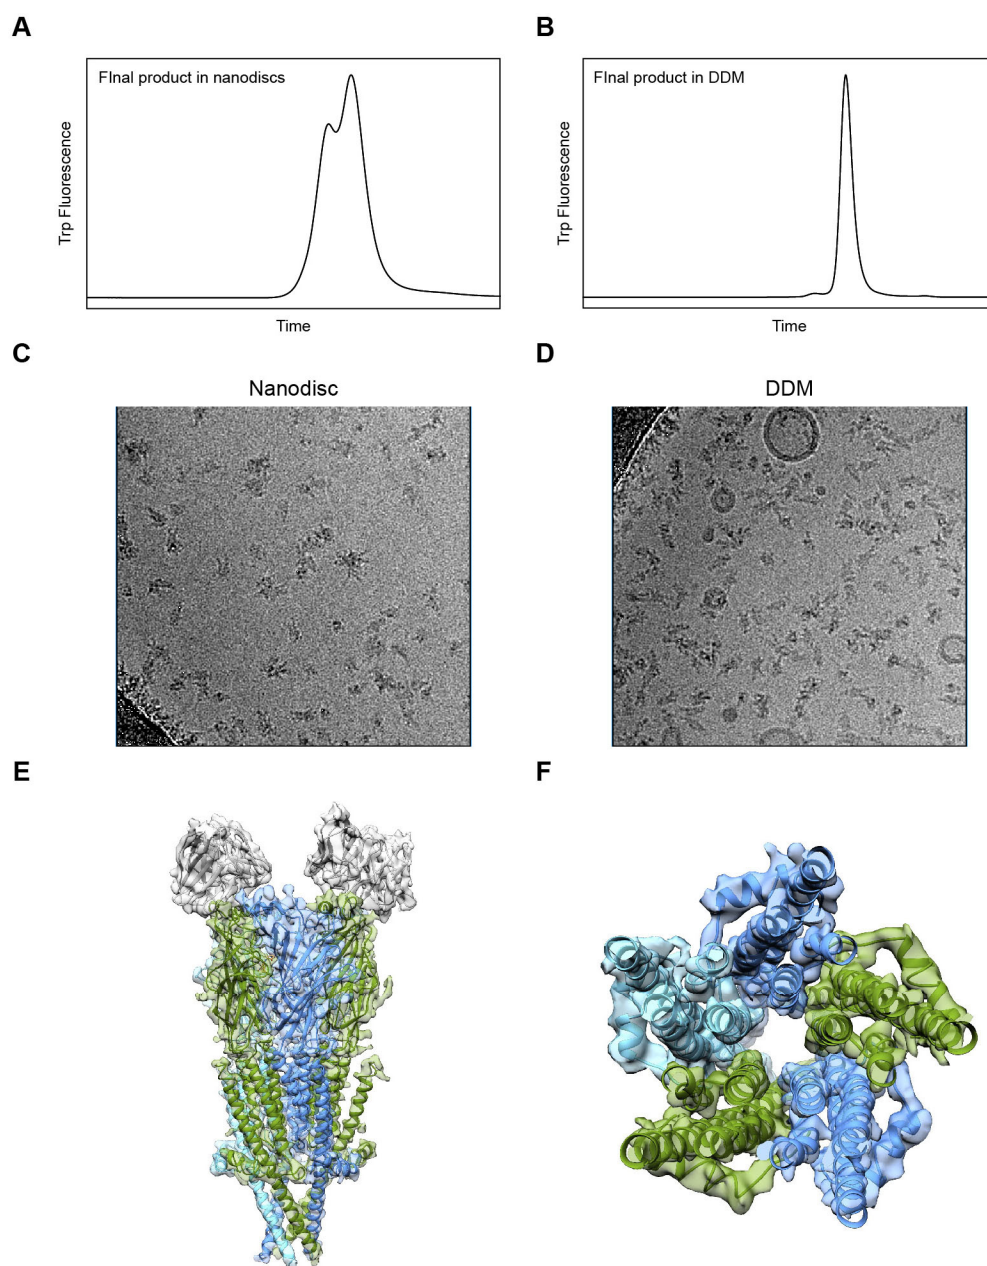 A
B
FInal product in nanodiscs
FInal product in DDM
Trp Fluorescence
Trp Fluorescence
Time
Time
C
D
Nanodisc
DDM
E
F